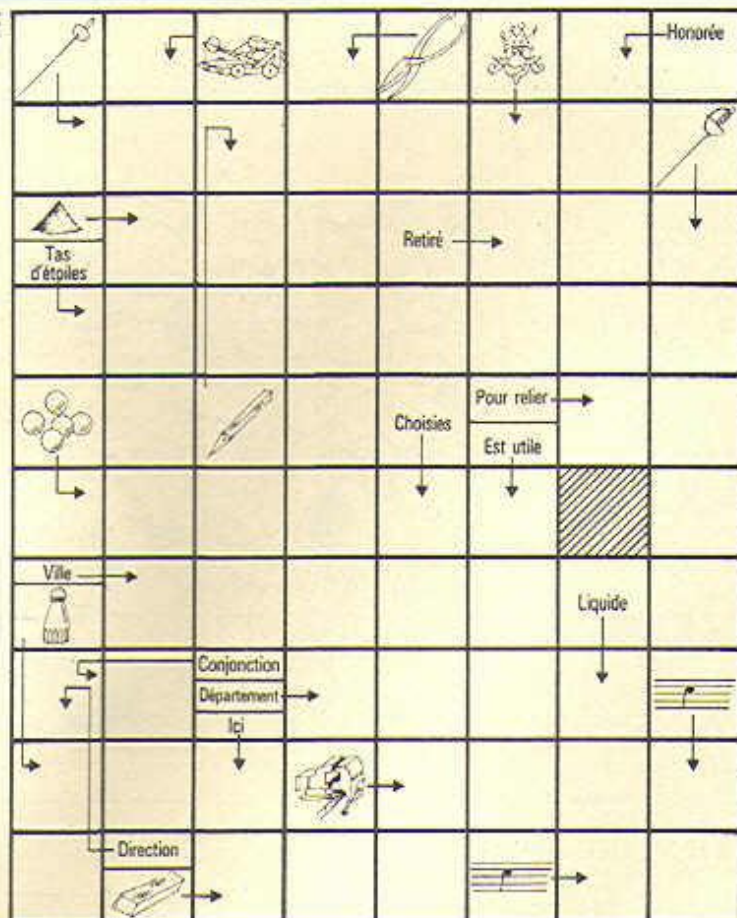 Honorée
Retiré
Tas
d'étoiles
Pour relier
Choisies
Est utile
Ville
Liquide
Conjonction
Département
Ici
Direction